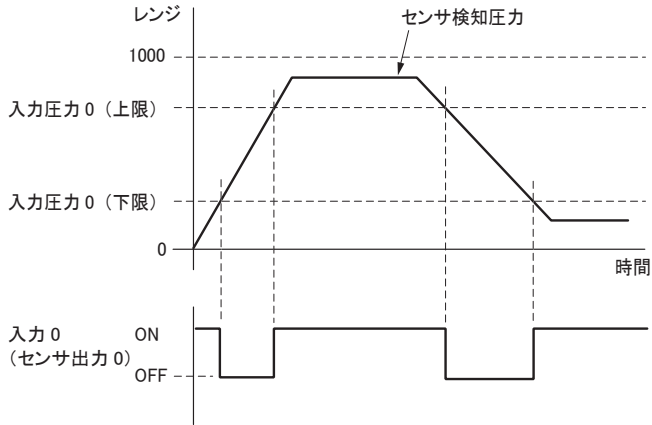 レンジ
センサ検知圧力
1000
入力圧力 0（上限）
入力圧力 0（下限）
0
時間
入力 0 ON
（センサ出力 0）
OFF